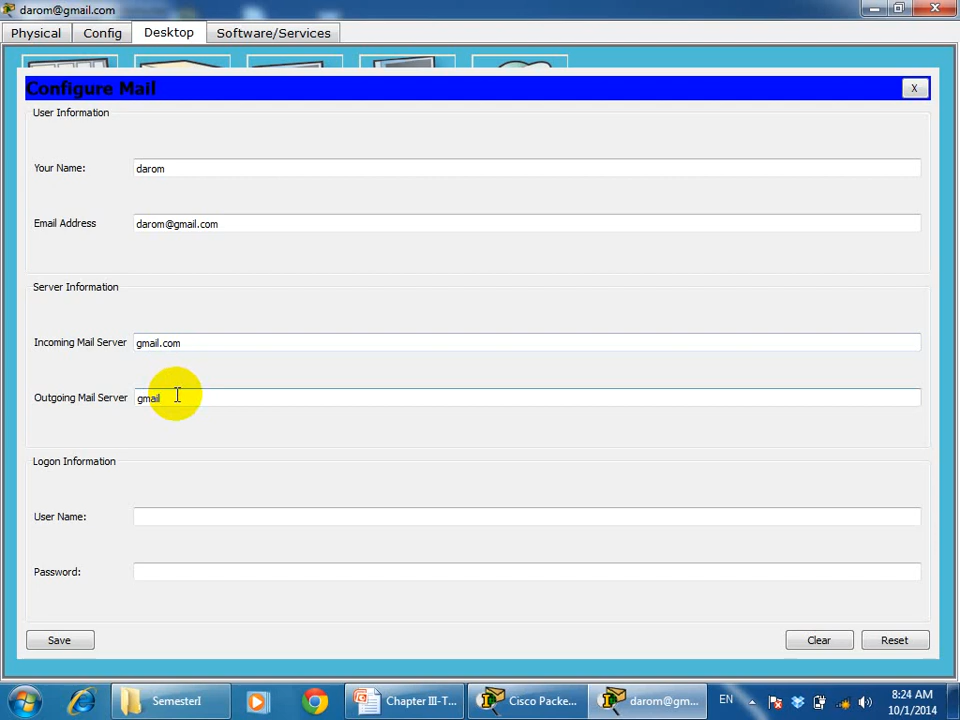 darom@gmail.com
Physical Config Desktop Software/Services
Configure Mail X
User Information
Your Name: darom
Email Address darom@gmail.com
Server Information
Incoming Mail Server gmail.com
Outgoing Mail Server gmail
Logon Information
User Name:
Password:
Save Clear Reset
SemesterI Chapter III-T... Cisco Packe... darom@gm... EN 8:24 AM
10/1/2014